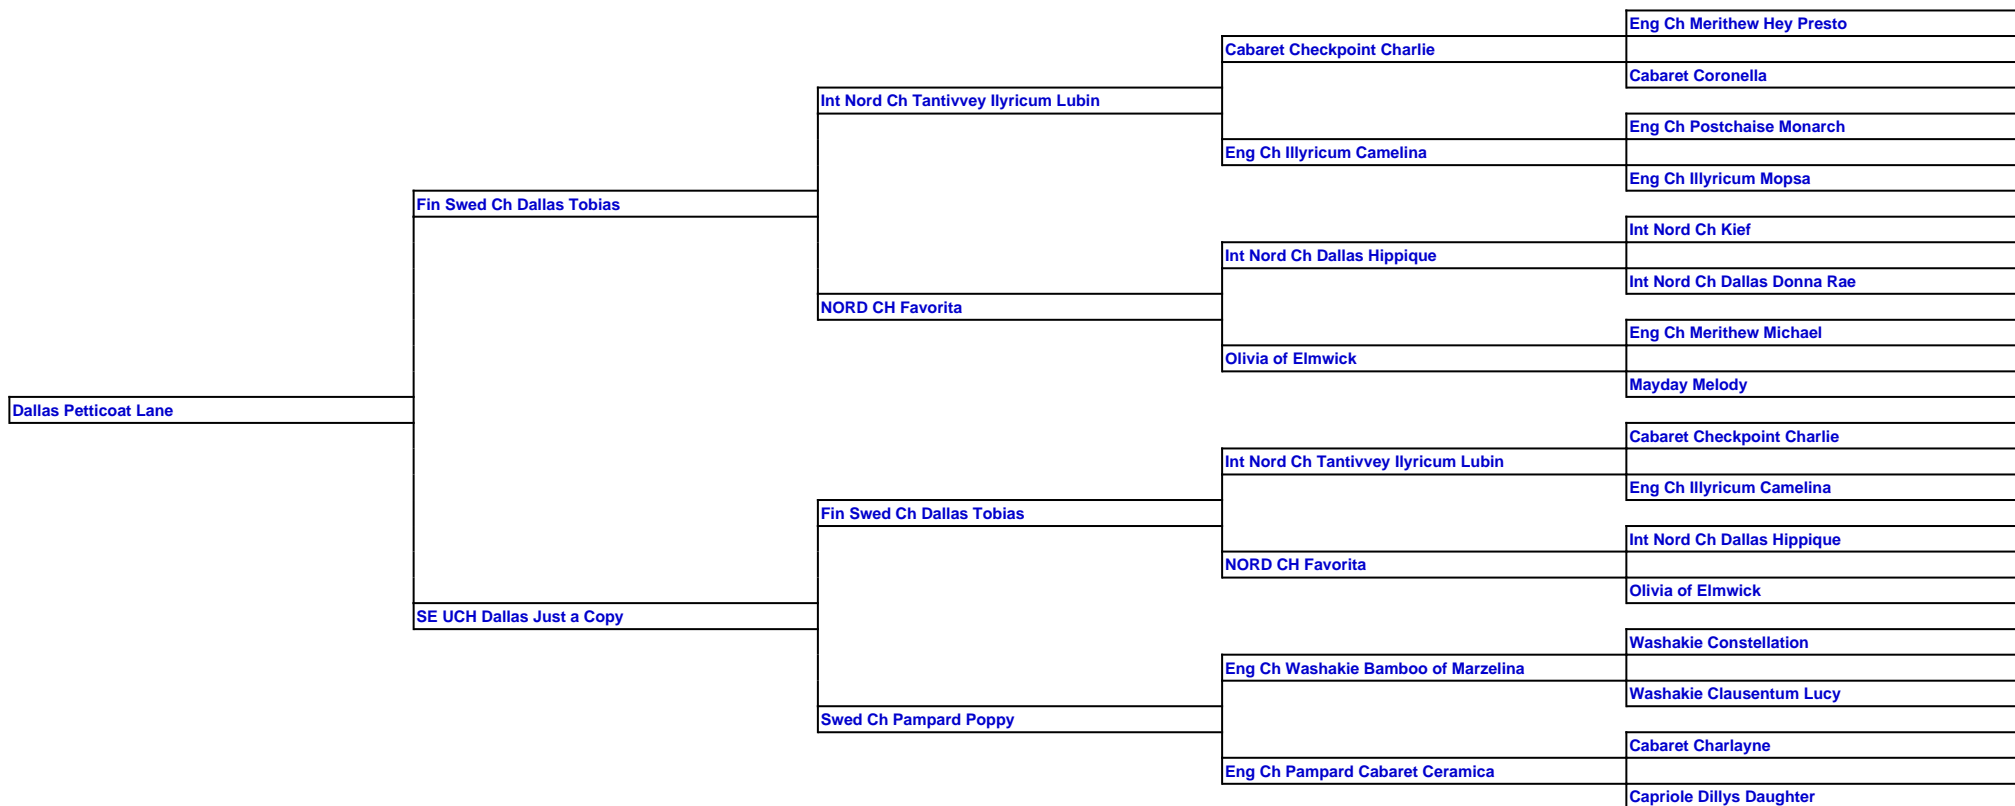 Eng Ch Merithew Hey Presto
Cabaret Checkpoint Charlie
Cabaret Coronella
Int Nord Ch Tantivvey Ilyricum Lubin
Eng Ch Postchaise Monarch
Eng Ch Illyricum Camelina
Eng Ch Illyricum Mopsa
Fin Swed Ch Dallas Tobias
Int Nord Ch Kief
Int Nord Ch Dallas Hippique
Int Nord Ch Dallas Donna Rae
NORD CH Favorita
Eng Ch Merithew Michael
Olivia of Elmwick
Mayday Melody
Dallas Petticoat Lane
Cabaret Checkpoint Charlie
Int Nord Ch Tantivvey Ilyricum Lubin
Eng Ch Illyricum Camelina
Fin Swed Ch Dallas Tobias
Int Nord Ch Dallas Hippique
NORD CH Favorita
Olivia of Elmwick
SE UCH Dallas Just a Copy
Washakie Constellation
Eng Ch Washakie Bamboo of Marzelina
Washakie Clausentum Lucy
Swed Ch Pampard Poppy
Cabaret Charlayne
Eng Ch Pampard Cabaret Ceramica
Capriole Dillys Daughter